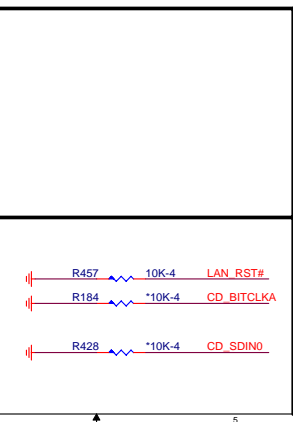 R457 10K-4 LAN_RST#
R184 *10K-4 CD_BITCLKA
R428 *10K-4 CD_SDIN0
5